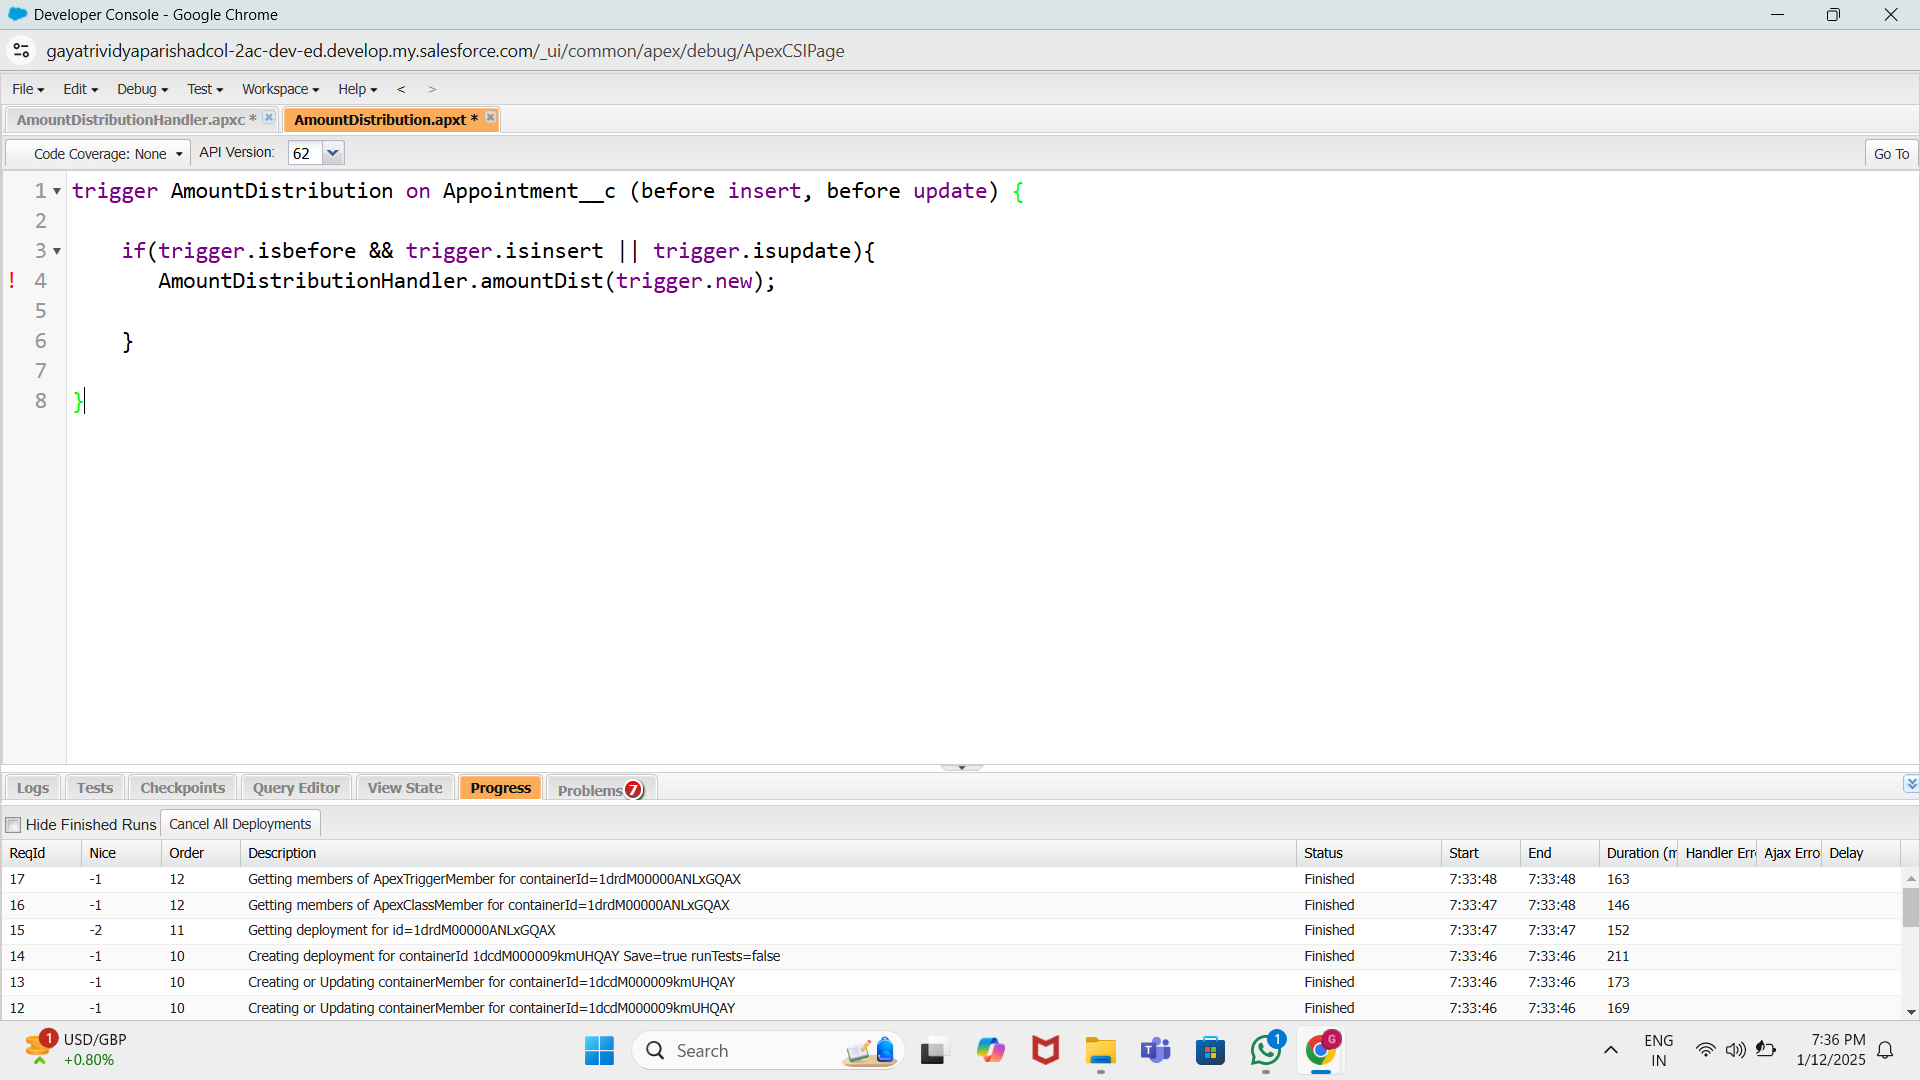 Developer Console - Google Chrome
gayatrividyaparishadcol-2ac-dev-ed.develop.my.salesforce.com/_ui/common/apex/debug/ApexCSIPage
File Edit Debug Test Workspace Help < >
AmountDistributionHandler.apxc * AmountDistribution.apxt *
Code Coverage: None API Version: 62 Go To
1 trigger AmountDistribution on Appointment__c (before insert, before update) {
2
3 if(trigger.isbefore && trigger.isinsert || trigger.isupdate){
! 4 AmountDistributionHandler.amountDist(trigger.new);
5
6 }
7
8 }
Logs Tests Checkpoints Query Editor View State Progress Problems 7
Hide Finished Runs Cancel All Deployments
ReqId Nice Order Description Status Start End Duration (m Handler Err Ajax Erro Delay
17 -1 12 Getting members of ApexTriggerMember for containerId=1drdM00000ANLxGQAX Finished 7:33:48 7:33:48 163
16 -1 12 Getting members of ApexClassMember for containerId=1drdM00000ANLxGQAX Finished 7:33:47 7:33:48 146
15 -2 11 Getting deployment for id=1drdM00000ANLxGQAX Finished 7:33:47 7:33:47 152
14 -1 10 Creating deployment for containerId 1dcdM000009kmUHQAY Save=true runTests=false Finished 7:33:46 7:33:46 211
13 -1 10 Creating or Updating containerMember for containerId=1dcdM000009kmUHQAY Finished 7:33:46 7:33:46 173
12 -1 10 Creating or Updating containerMember for containerId=1dcdM000009kmUHQAY Finished 7:33:46 7:33:46 169
1 USD/GBP
+0.80%
Search
1
G
ENG
IN
7:36 PM
1/12/2025